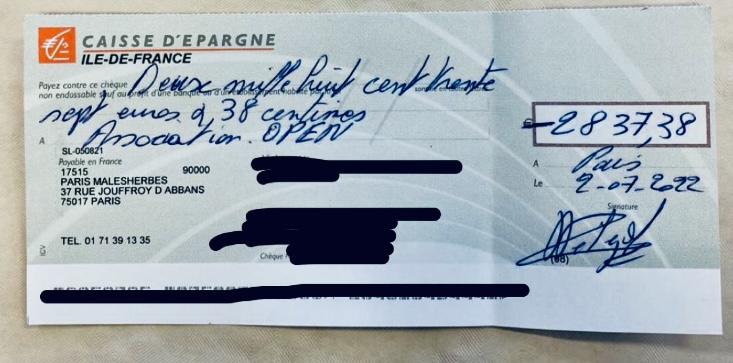 CAISSE D'EPARGNE
ILE-DE-FRANCE
Payez contre ce chèque Deux mille huit cent trente
non endossable sauf au profit d'une banque ou d'un établissement
sept euros & 38 centimes
Association OPEN
-2837,38
A
SL-050821
Payable en France
17515 90000
PARIS MALESHERBES
37 RUE JOUFFROY D ABBANS
75017 PARIS
TEL. 01 71 39 13 35
A Paris
Le 2-07-2022
Signature
Chèque
(08)